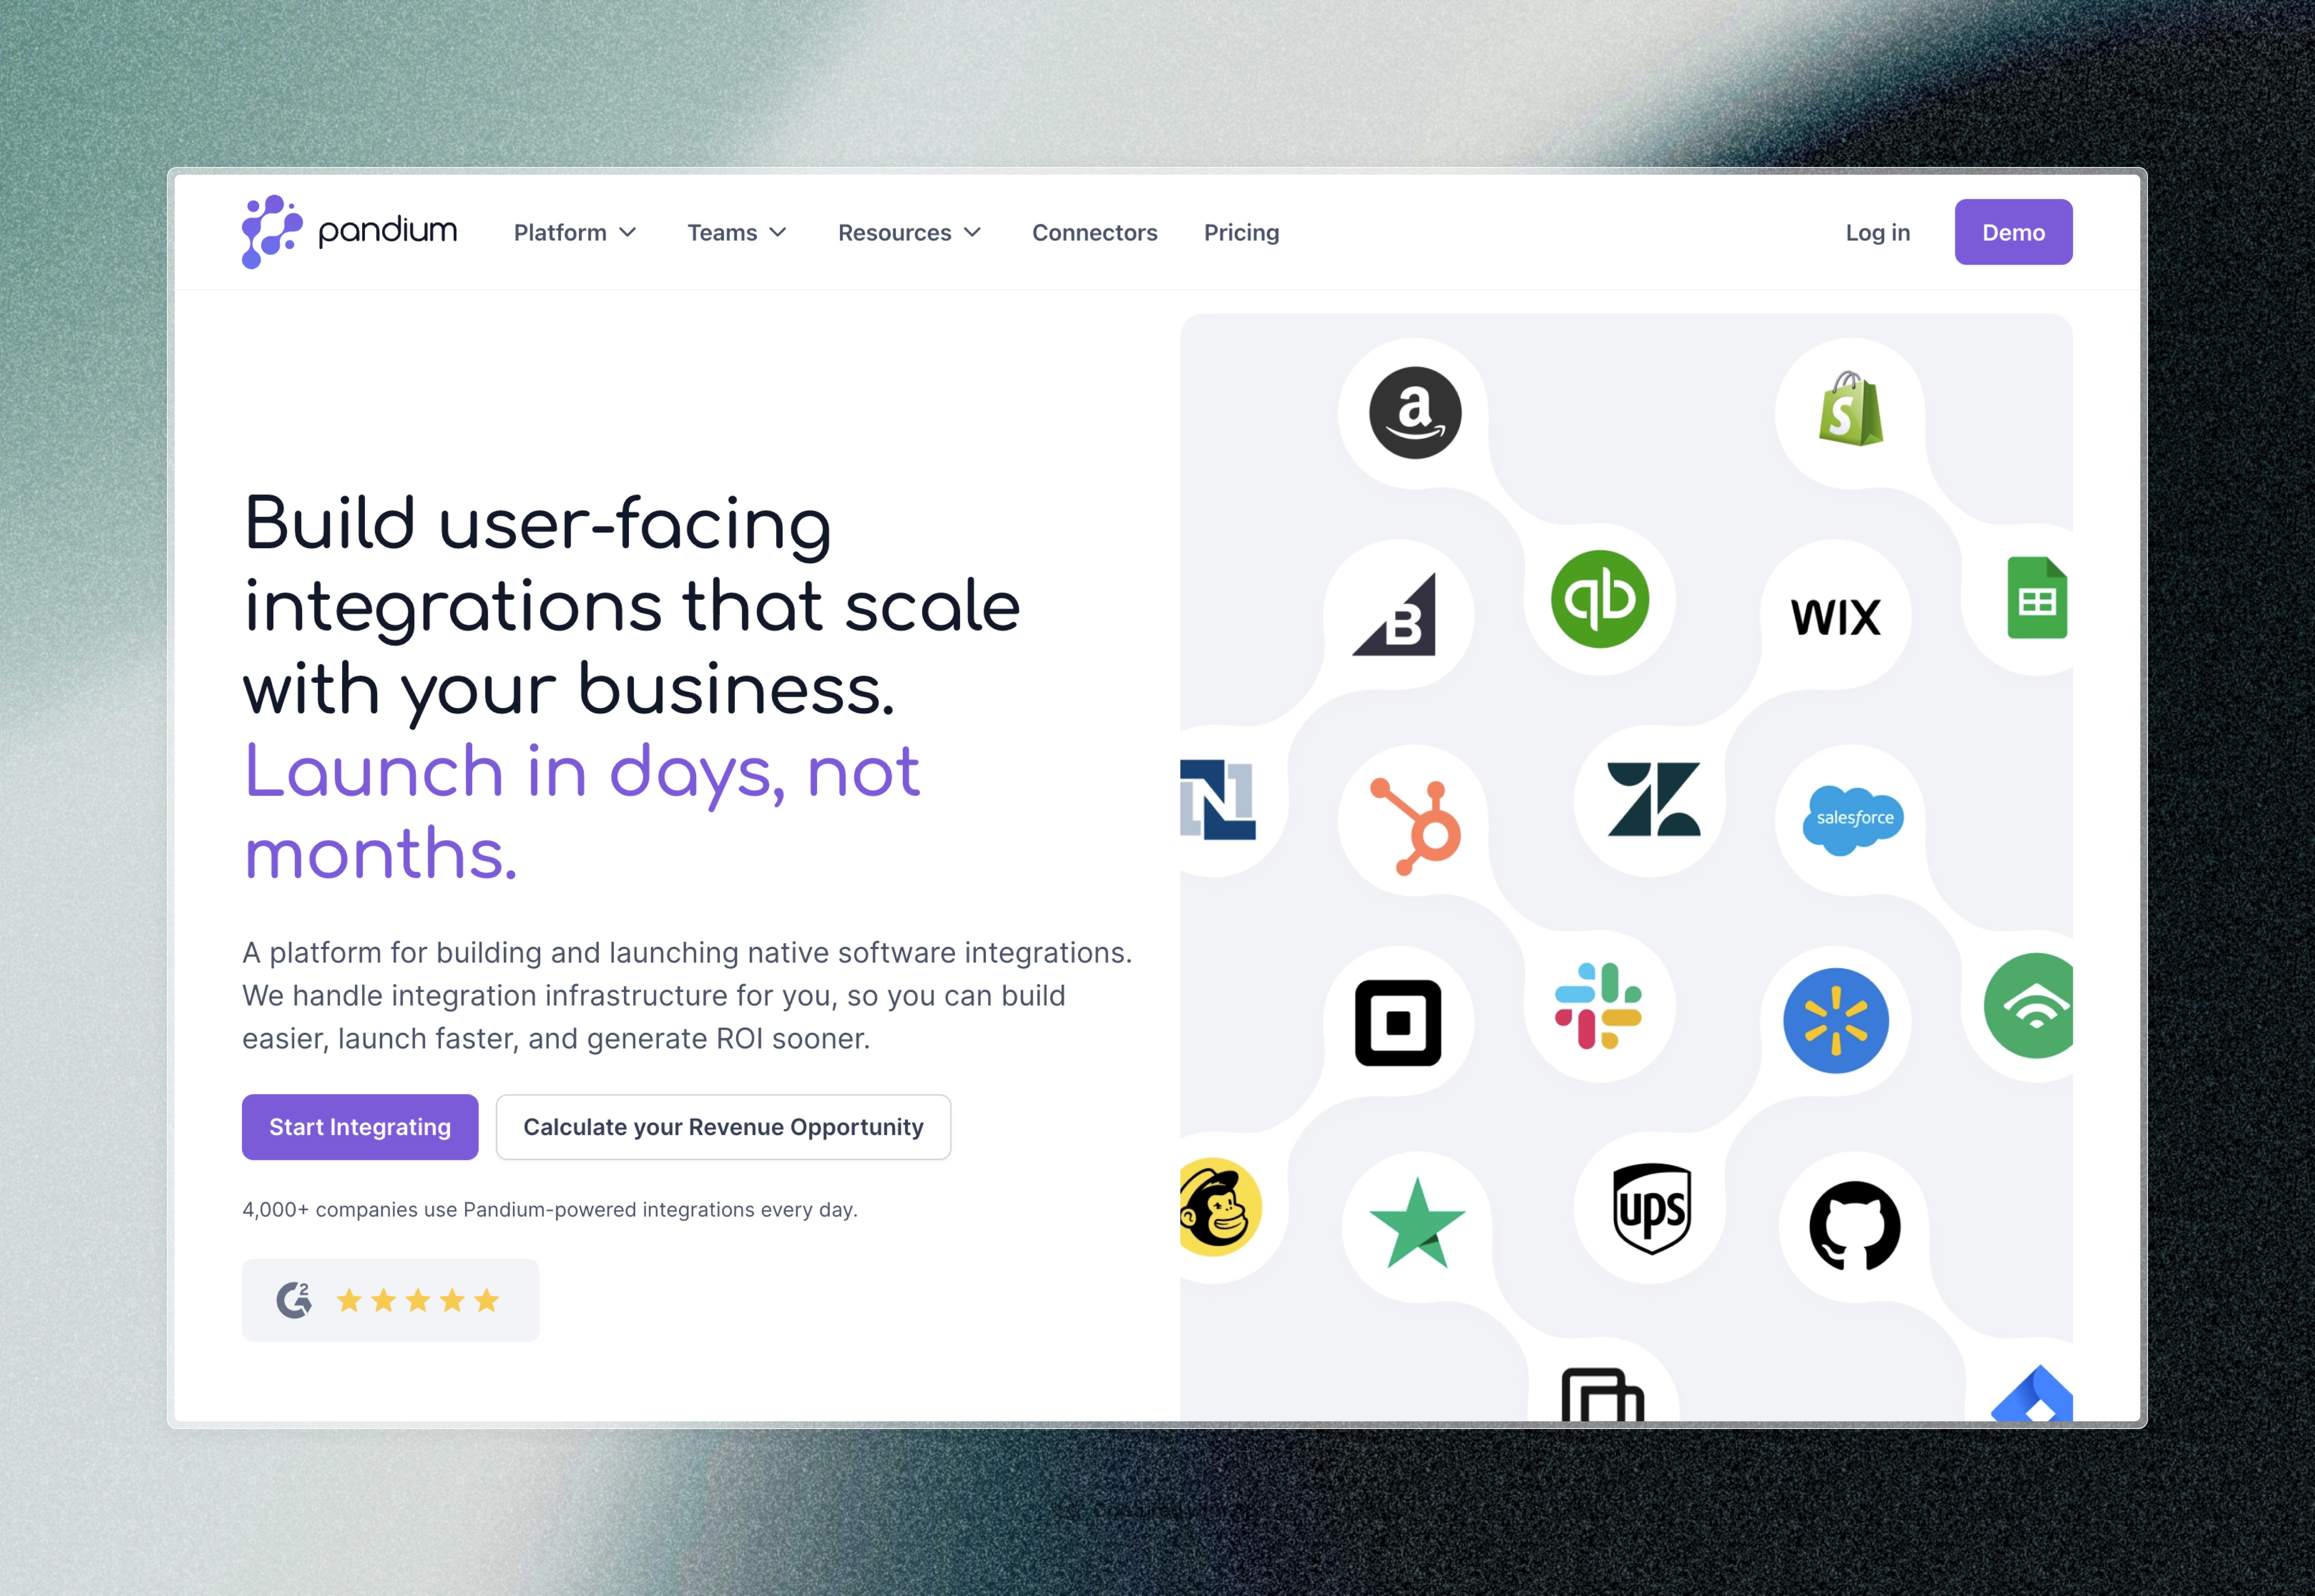 pandium
Platform
Teams
Resources
Connectors
Pricing
Log in
Demo
Build user-facing
integrations that scale
with your business.
Launch in days, not
months.
A platform for building and launching native software integrations.
We handle integration infrastructure for you, so you can build
easier, launch faster, and generate ROI sooner.
Start Integrating
Calculate your Revenue Opportunity
4,000+ companies use Pandium-powered integrations every day.
G2
a
S
B
qb
WIX
N
salesforce
ups